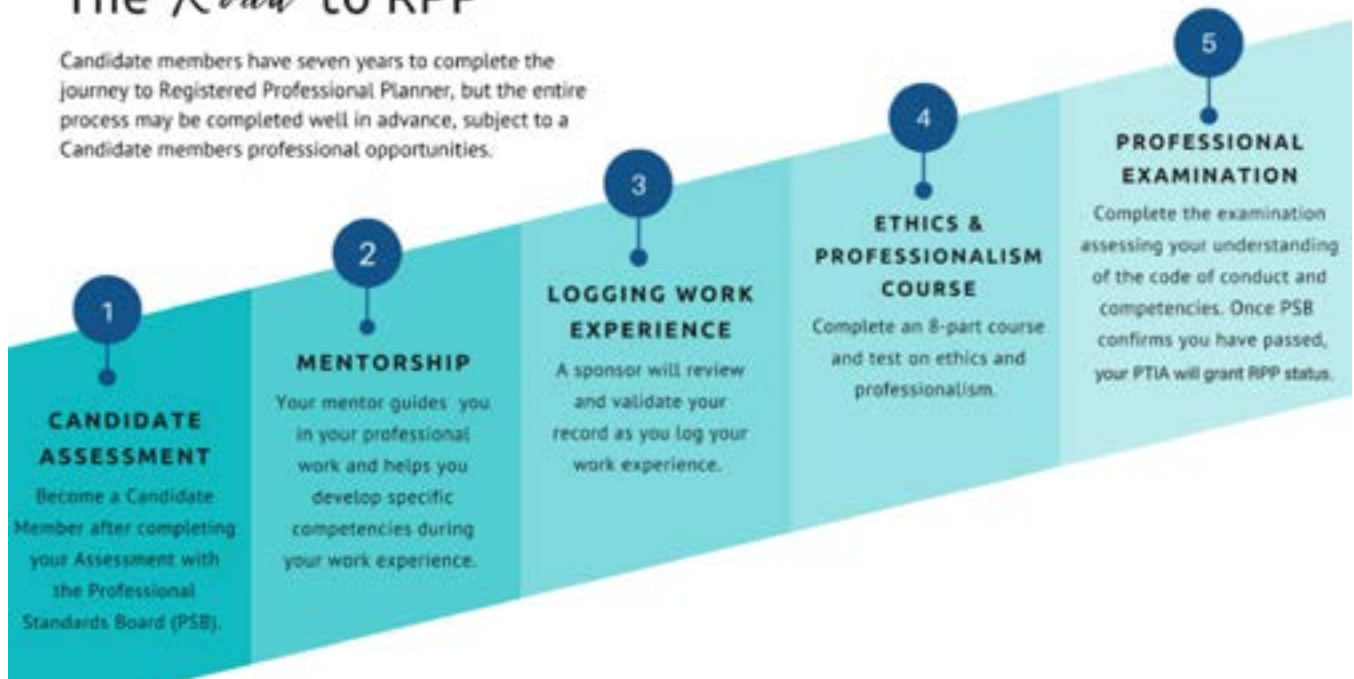 The Road to RPP
Candidate members have seven years to complete the
journey to Registered Professional Planner, but the entire
process may be completed well in advance, subject to a
Candidate members professional opportunities.
1
CANDIDATE
ASSESSMENT
Become a Candidate
Member after completing
your Assessment with
the Professional
Standards Board (PSB).
2
MENTORSHIP
Your mentor guides you
in your professional
work and helps you
develop specific
competencies during
your work experience.
3
LOGGING WORK
EXPERIENCE
A sponsor will review
and validate your
record as you log your
work experience.
4
ETHICS &
PROFESSIONALISM
COURSE
Complete an 8-part course
and test on ethics and
professionalism.
5
PROFESSIONAL
EXAMINATION
Complete the examination
assessing your understanding
of the code of conduct and
competencies. Once PSB
confirms you have passed,
your PTIA will grant RPP status.